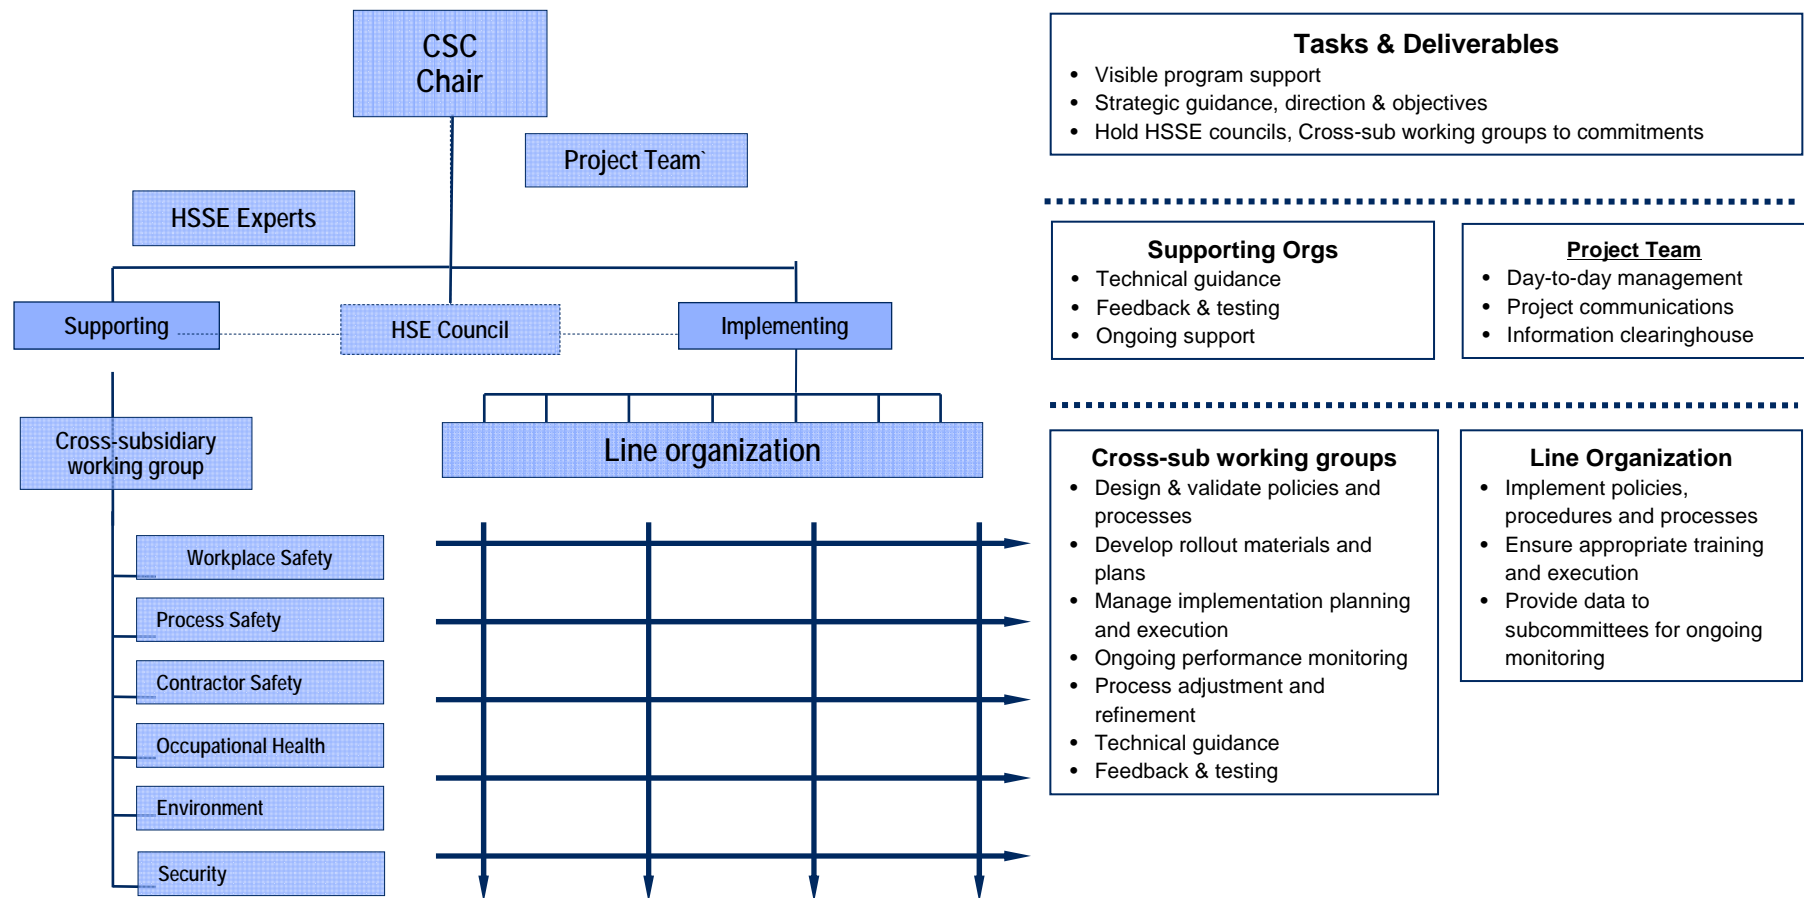 CSC
Chair
Project Team`
HSSE Experts
Supporting
HSE Council
Implementing
Cross-subsidiary
working group
Line organization
Workplace Safety
Process Safety
Contractor Safety
Occupational Health
Environment
Security
Tasks & Deliverables
• Visible program support
• Strategic guidance, direction & objectives
• Hold HSSE councils, Cross-sub working groups to commitments
Supporting Orgs
• Technical guidance
• Feedback & testing
• Ongoing support
Project Team
• Day-to-day management
• Project communications
• Information clearinghouse
Cross-sub working groups
• Design & validate policies and
processes
• Develop rollout materials and
plans
• Manage implementation planning
and execution
• Ongoing performance monitoring
• Process adjustment and
refinement
• Technical guidance
• Feedback & testing
Line Organization
• Implement policies,
procedures and processes
• Ensure appropriate training
and execution
• Provide data to
subcommittees for ongoing
monitoring